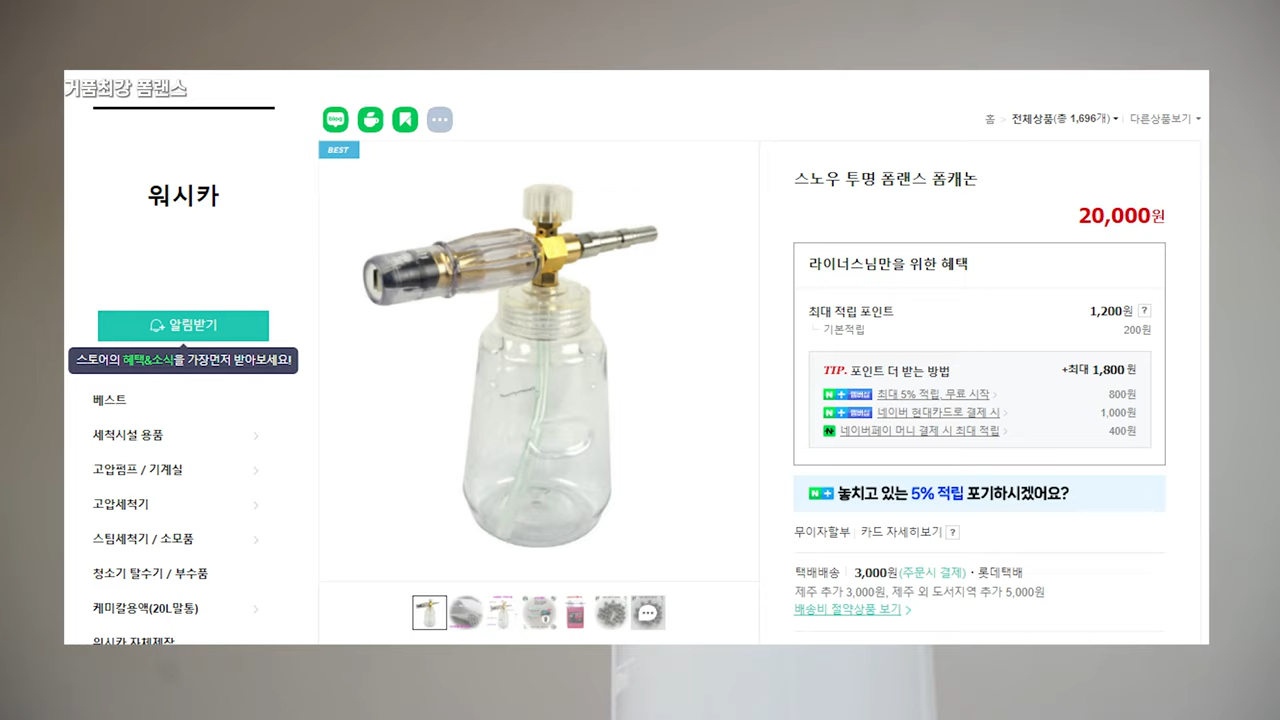 거품최강 폼랜스
워시카
알림받기
스토어의 혜택&소식을 가장먼저 받아보세요!
베스트
세척시설 용품
고압펌프 / 기계실
고압세척기
스팀세척기 / 소모품
청소기 탈수기 / 부수품
케미칼용액(20L말통)
워시카 자체제작
blog
BEST
홈 > 전체상품(총 1,696개) 다른상품보기
스노우 투명 폼랜스 폼캐논
20,000원
라이너스님만을 위한 혜택
최대 적립 포인트 1,200원 ?
기본적립 200원
TIP. 포인트 더 받는 방법 +최대 1,800원
N+ 멤버십 최대 5% 적립, 무료 시작 800원
N+ 멤버십 네이버 현대카드로 결제 시 1,000원
N 네이버페이 머니 결제 시 최대 적립 400원
N+ 놓치고 있는 5% 적립 포기하시겠어요?
무이자할부 카드 자세히보기 ?
택배배송 3,000원(주문시 결제)・롯데택배
제주 추가 3,000원, 제주 외 도서지역 추가 5,000원
배송비 절약상품 보기